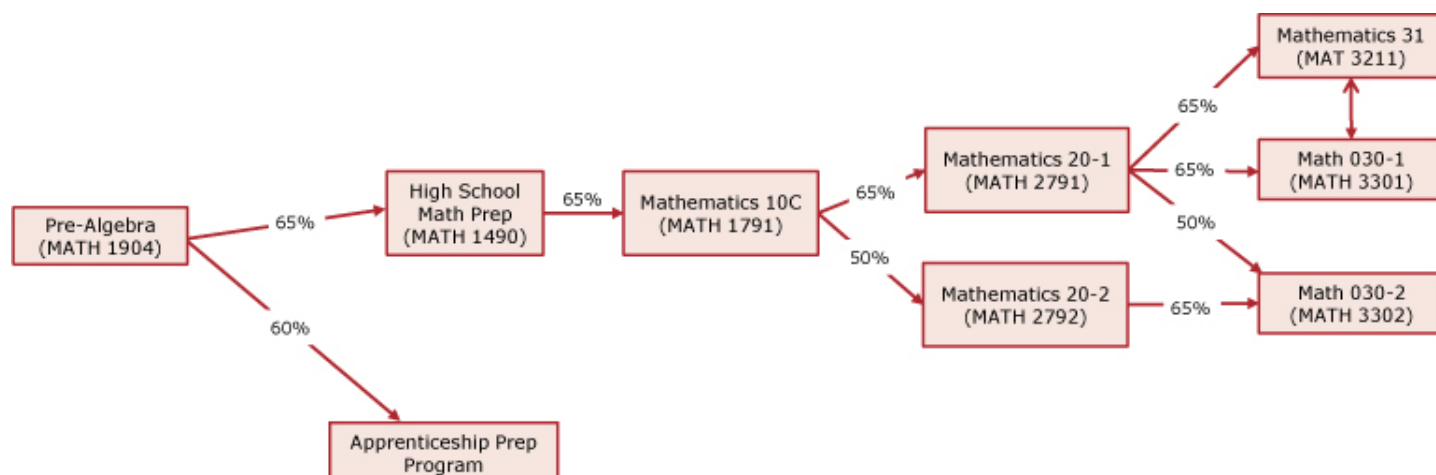 Pre-Algebra
(MATH 1904)
65%
60%
High School
Math Prep
(MATH 1490)
Apprenticeship Prep
Program
65%
Mathematics 10C
(MATH 1791)
65%
50%
Mathematics 20-1
(MATH 2791)
Mathematics 20-2
(MATH 2792)
65%
65%
50%
65%
Mathematics 31
(MAT 3211)
Math 030-1
(MATH 3301)
Math 030-2
(MATH 3302)